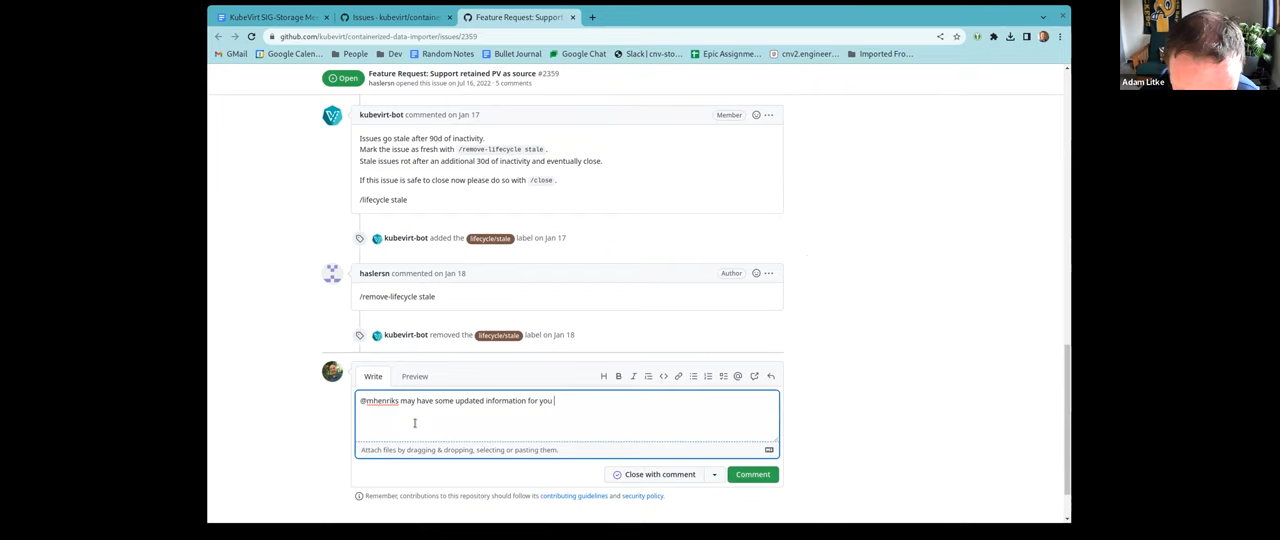 KubeVirt SIG-Storage Me
Issues · kubevirt/containe
Feature Request: Support
github.com/kubevirt/containerized-data-importer/issues/2359
GMail
Google Calen...
People
Dev
Random Notes
Bullet Journal
Google Chat
Slack | cnv-sto...
Epic Assignme...
cnv2.engineer...
Imported Fro...
Adam Litke
Open
Feature Request: Support retained PV as source #2359
haslersn opened this issue on Jul 16, 2022 · 5 comments
kubevirt-bot commented on Jan 17
Member
Issues go stale after 90d of inactivity.
Mark the issue as fresh with /remove-lifecycle stale .
Stale issues rot after an additional 30d of inactivity and eventually close.
If this issue is safe to close now please do so with /close .
/lifecycle stale
kubevirt-bot added the lifecycle/stale label on Jan 17
haslersn commented on Jan 18
Author
/remove-lifecycle stale
kubevirt-bot removed the lifecycle/stale label on Jan 18
Write
Preview
@mhenriks may have some updated information for you
Attach files by dragging & dropping, selecting or pasting them.
Close with comment
Comment
Remember, contributions to this repository should follow its contributing guidelines and security policy.